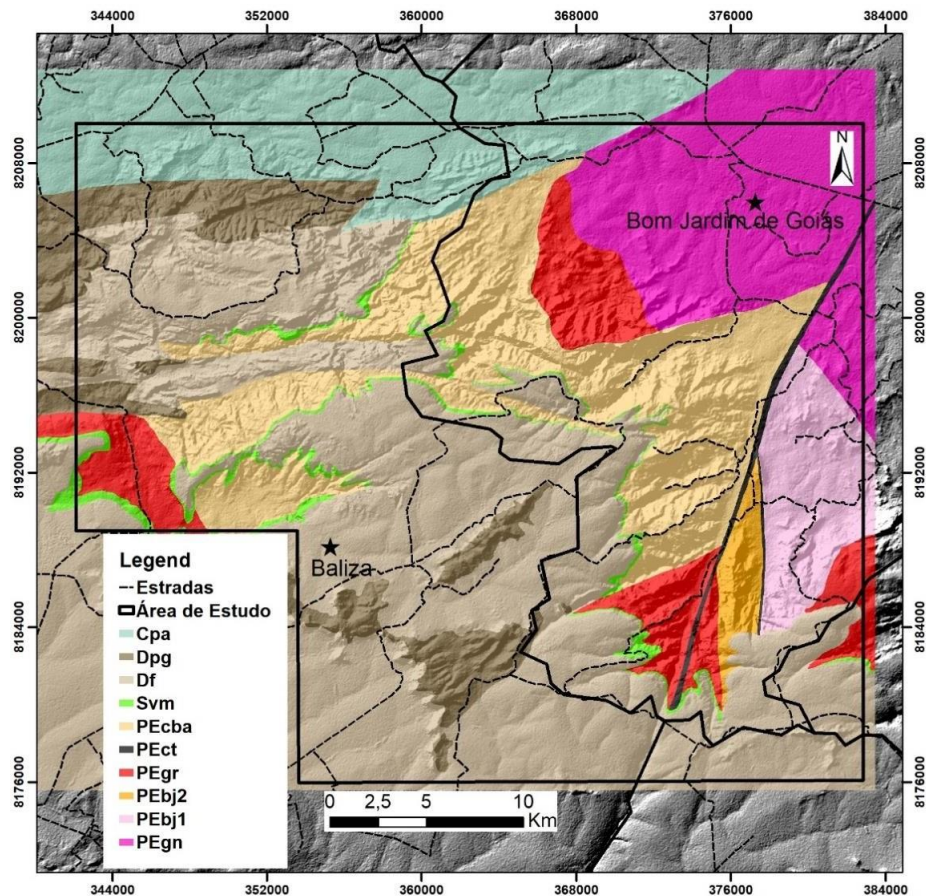 344000 352000 360000 368000 376000 384000
8208000 8208000
N
Bom Jardim de Goiás
8200000 8200000
8192000 8192000
Baliza
8184000 8184000
Legend
Estradas
Área de Estudo
Cpa
Dpg
Df
Svm
PEcba
PEct
PEgr
PEbj2
PEbj1
PEgn
8176000 8176000
0 2,5 5 10
Km
344000 352000 360000 368000 376000 384000